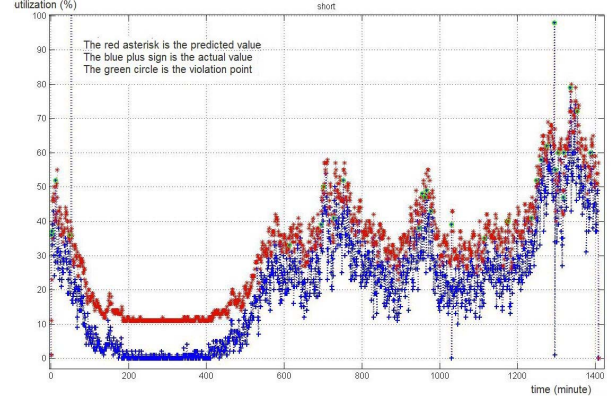 utilization (%)
short
100
90
80
70
60
50
40
30
20
10
0
The red asterisk is the predicted value
The blue plus sign is the actual value
The green circle is the violation point
0 200 400 600 800 1000 1200 1400
time (minute)